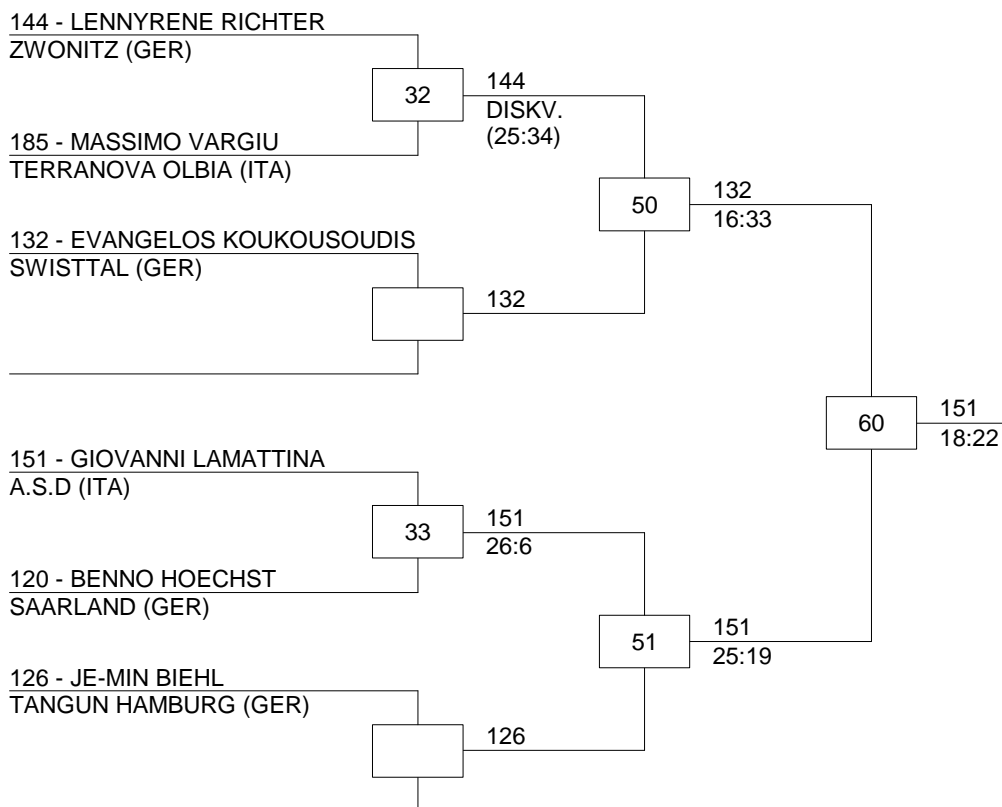 144 - LENNYRENE RICHTER
ZWONITZ (GER)
32
144
DISKV.
(25:34)
185 - MASSIMO VARGIU
TERRANOVA OLBIA (ITA)
50
132
16:33
132 - EVANGELOS KOUKOUSOUDIS
SWISTTAL (GER)
132
60
151
18:22
151 - GIOVANNI LAMATTINA
A.S.D (ITA)
33
151
26:6
120 - BENNO HOECHST
SAARLAND (GER)
51
151
25:19
126 - JE-MIN BIEHL
TANGUN HAMBURG (GER)
126